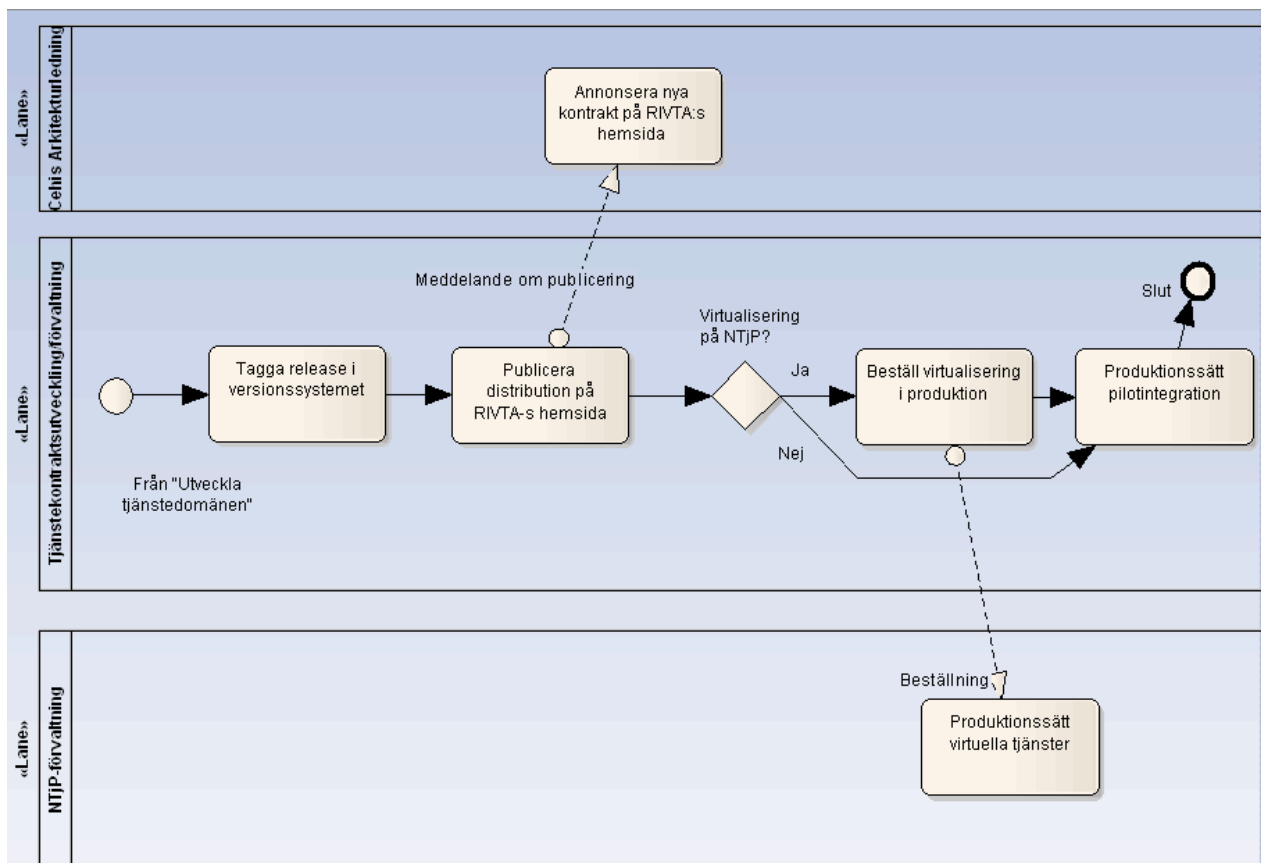 «Lane»
Cehis Arkitekturledning
Annonsera nya
kontrakt på RIVTA:s
hemsida
«Lane»
Tjänstekontraktsutveckling/förvaltning
Meddelande om publicering
Slut
Virtualisering
på NTjP?
Tagga release i
versionssystemet
Publicera
distribution på
RIVTA-s hemsida
Ja
Beställ virtualisering
i produktion
Produktionssätt
pilotintegration
Nej
Från "Utveckla
tjänstedomänen"
«Lane»
NTjP-förvaltning
Beställning
Produktionssätt
virtuella tjänster